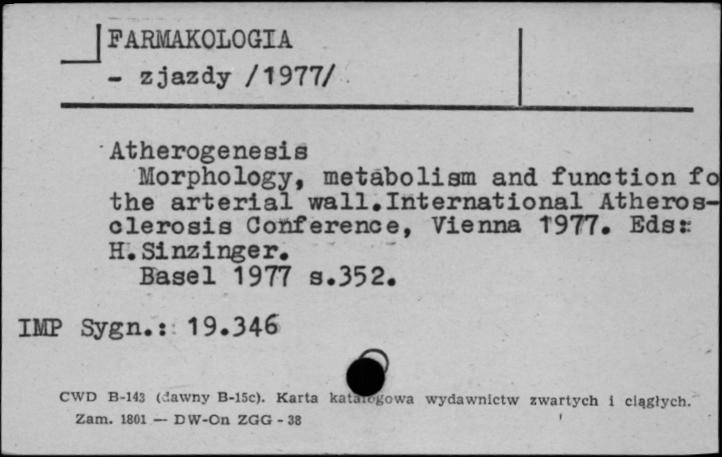 FARMAKOLOGIA
- zjazdy /1977/
Atherogenesis
Morphology, metabolism and function fo
the arterial wall.International Atheros-
clerosis Conference, Vienna 1977. Eds:
H.Sinzinger.
Basel 1977 s.352.
IMP Sygn.: 19.346
CWD B-143 (dawny B-15c). Karta katalogowa wydawnictw zwartych i ciągłych.
Zam. 1801 — DW-On ZGG - 38